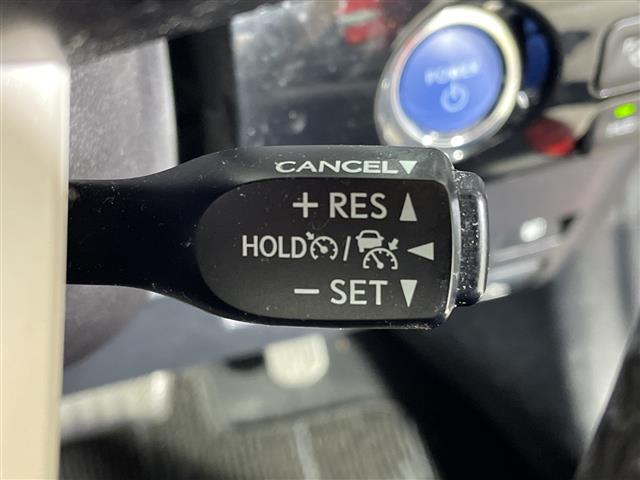 POWER
CANCEL▼
+ RES ▲
HOLD / ◀
− SET ▼